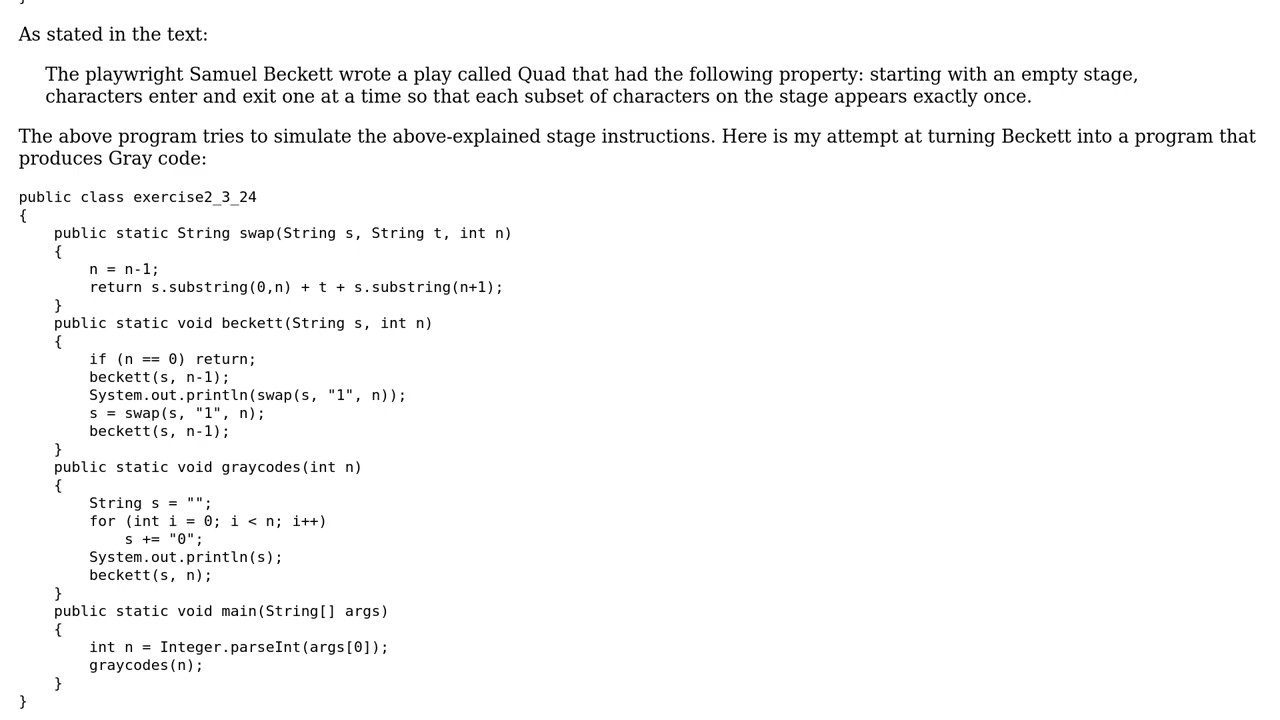 As stated in the text:
The playwright Samuel Beckett wrote a play called Quad that had the following property: starting with an empty stage,
characters enter and exit one at a time so that each subset of characters on the stage appears exactly once.
The above program tries to simulate the above-explained stage instructions. Here is my attempt at turning Beckett into a program that
produces Gray code:
public class exercise2_3_24
{
    public static String swap(String s, String t, int n)
    {
        n = n-1;
        return s.substring(0,n) + t + s.substring(n+1);
    }
    public static void beckett(String s, int n)
    {
        if (n == 0) return;
        beckett(s, n-1);
        System.out.println(swap(s, "1", n));
        s = swap(s, "1", n);
        beckett(s, n-1);
    }
    public static void graycodes(int n)
    {
        String s = "";
        for (int i = 0; i < n; i++)
            s += "0";
        System.out.println(s);
        beckett(s, n);
    }
    public static void main(String[] args)
    {
        int n = Integer.parseInt(args[0]);
        graycodes(n);
    }
}